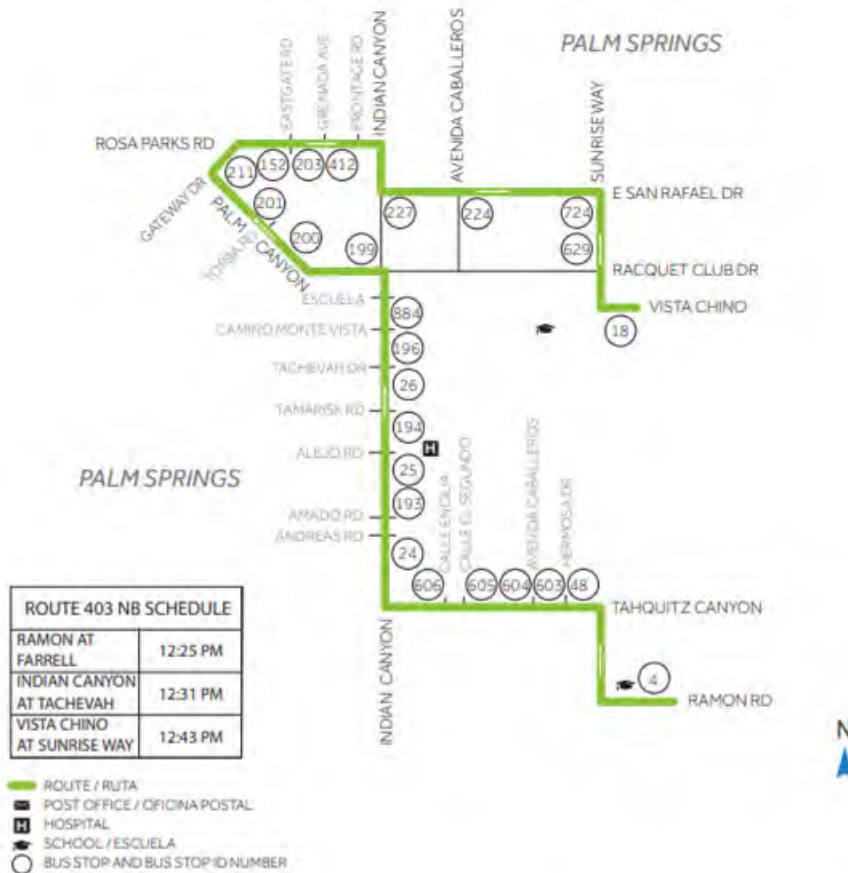 PALM SPRINGS
EASTGATE RD
GRENADA AVE
FRONTAGE RD
INDIAN CANYON
AVENIDA CABALLEROS
SUNRISE WAY
ROSA PARKS RD
211
152
203
412
E SAN RAFAEL DR
GATEWAY DR
201
227
224
724
PALM CANYON
TORBA RD
200
199
629
RACQUET CLUB DR
ESCUELA
884
VISTA CHINO
18
CAMINO MONTE VISTA
196
TACHEVAH DR
26
TAMARISK RD
194
ALEJO RD
H
25
PALM SPRINGS
193
AMADO RD
ANDREAS RD
24
CALLE ENCILIA
CALLE EL SEGUNDO
AVENIDA CABALLEROS
HERMOSA DR
606
605
604
603
48
TAHQUITZ CANYON
INDIAN CANYON
4
RAMON RD
N
ROUTE 403 NB SCHEDULE
RAMON AT FARRELL 12:25 PM
INDIAN CANYON AT TACHEVAH 12:31 PM
VISTA CHINO AT SUNRISE WAY 12:43 PM
ROUTE / RUTA
POST OFFICE / OFICINA POSTAL
H HOSPITAL
SCHOOL / ESCUELA
BUS STOP AND BUS STOP ID NUMBER